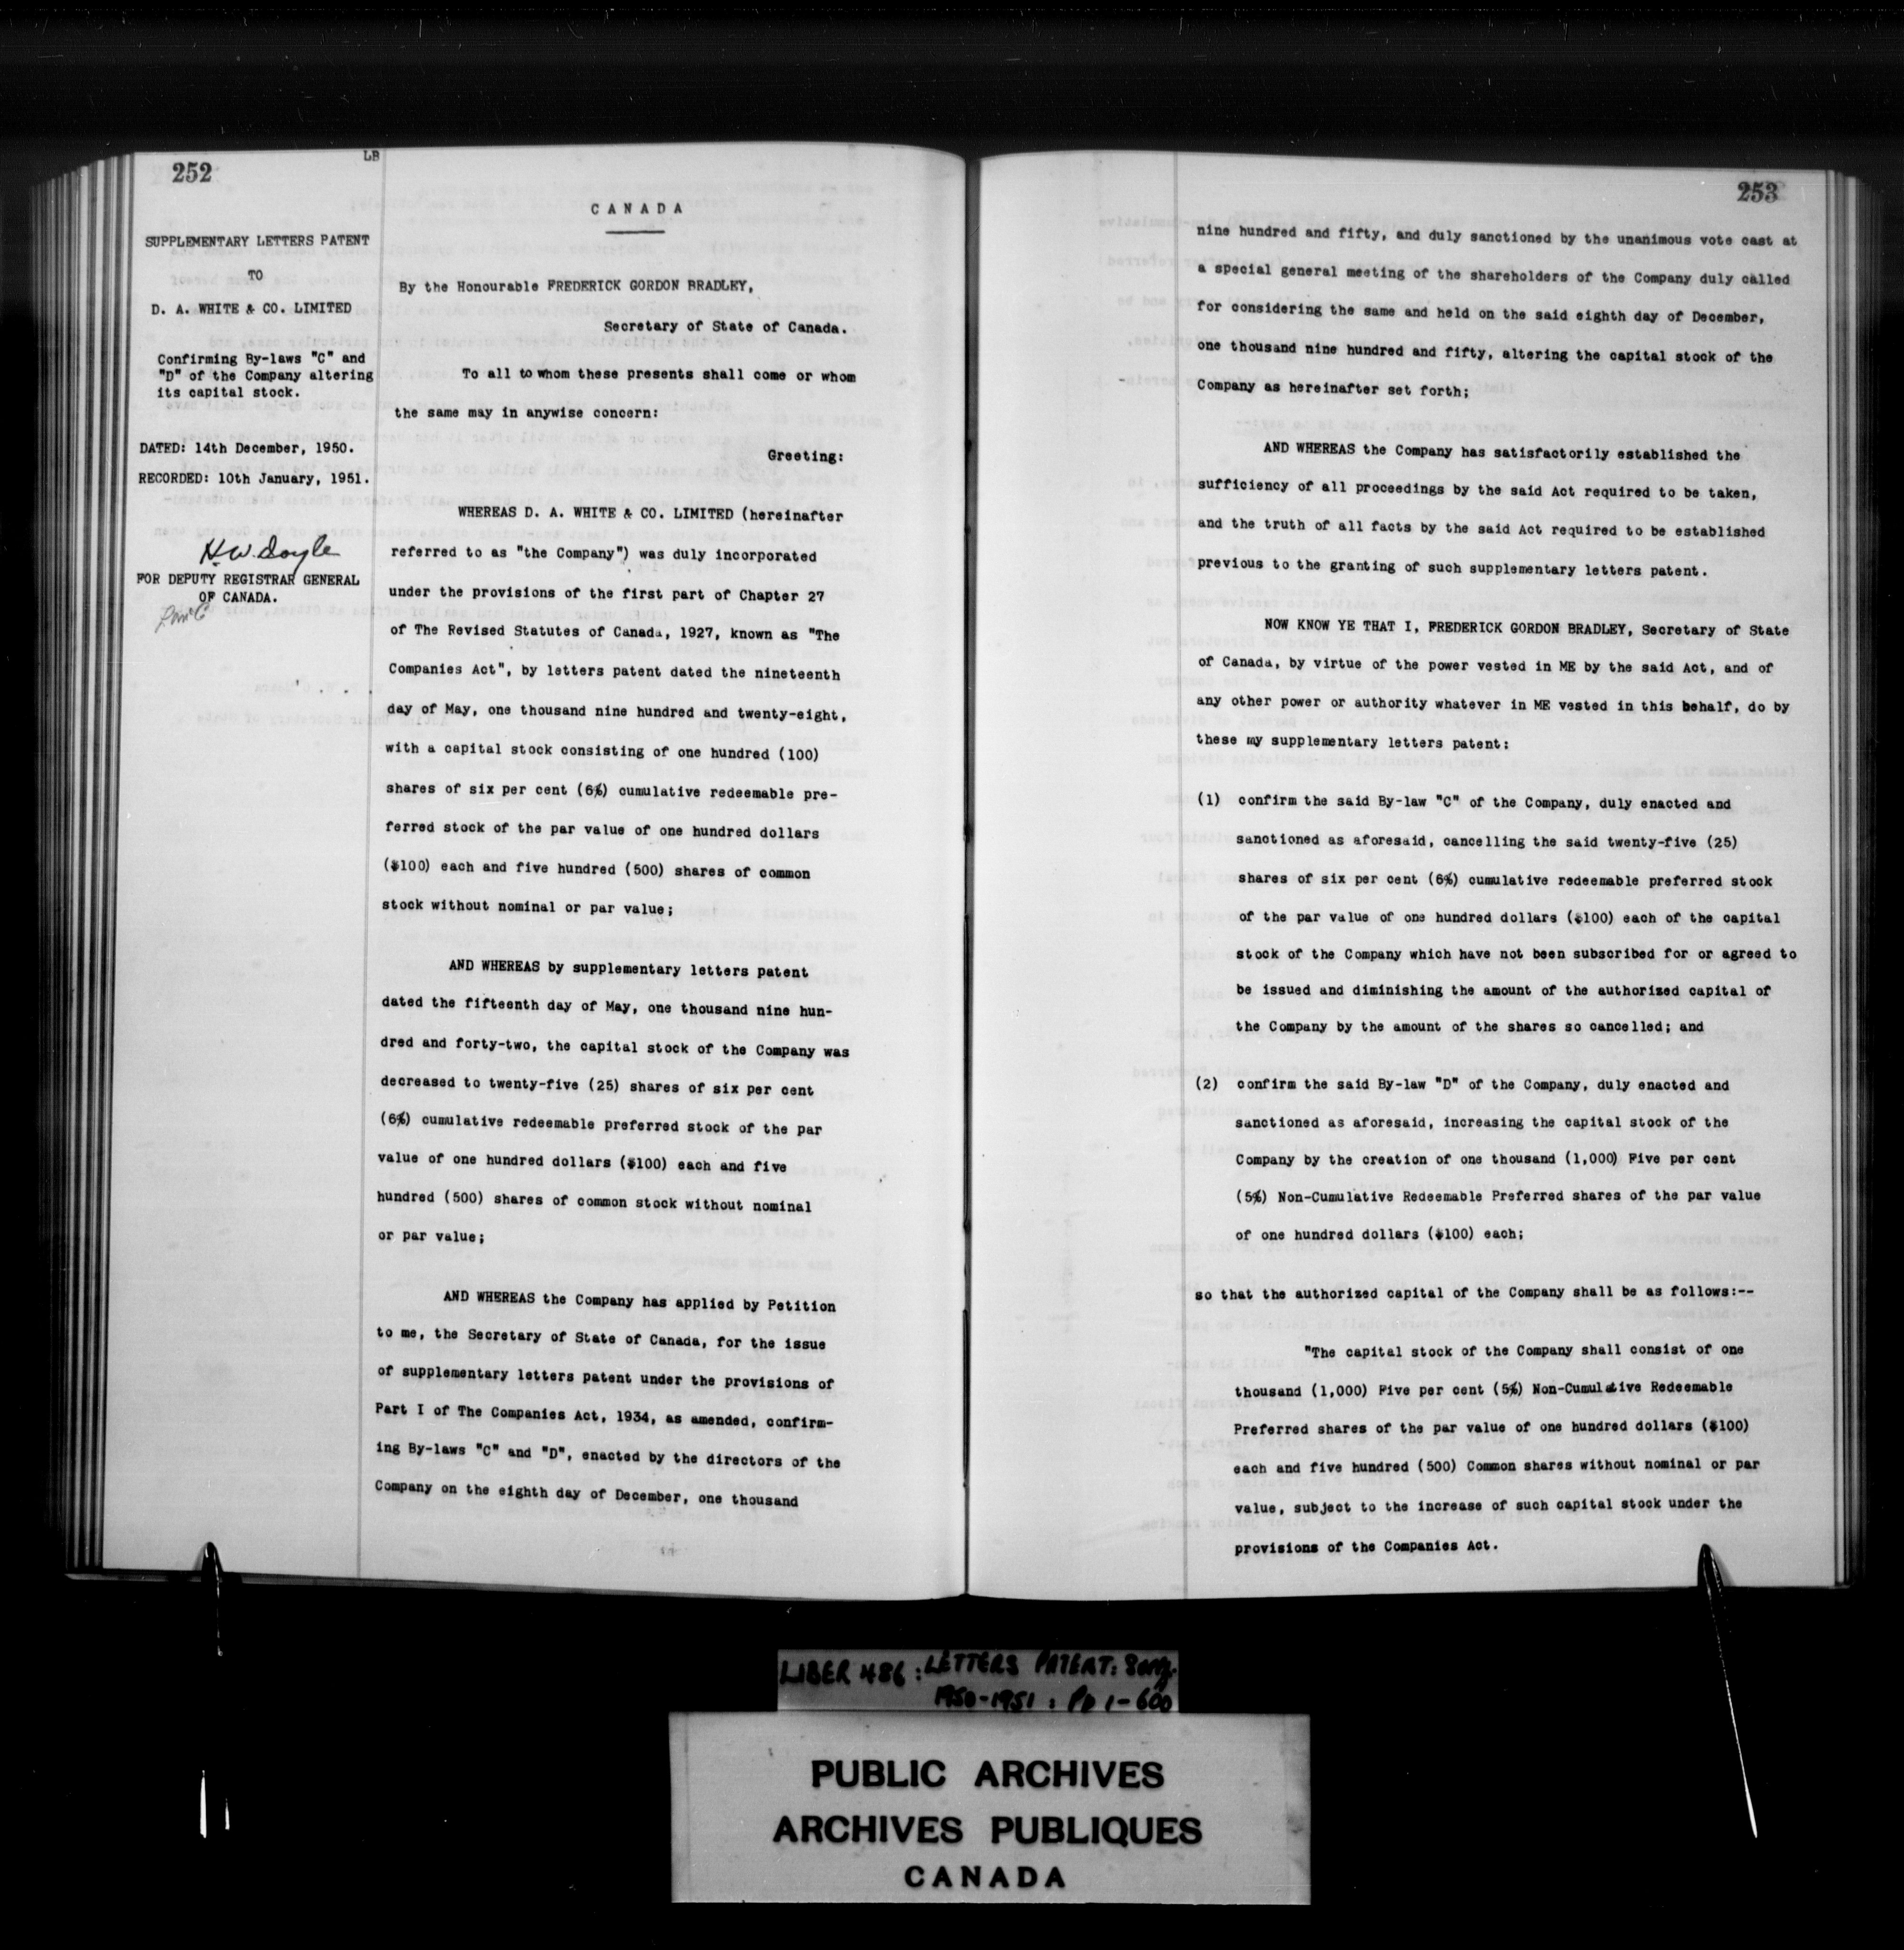 252
LB
SUPPLEMENTARY LETTERS PATENT
TO
D. A. WHITE & CO. LIMITED
Confirming By-laws "C" and
"D" of the Company altering
its capital stock.
DATED: 14th December, 1950.
RECORDED: 10th January, 1951.
H.W. Doyle
FOR DEPUTY REGISTRAR GENERAL
OF CANADA.
CANADA
By the Honourable FREDERICK GORDON BRADLEY,
Secretary of State of Canada.
To all to whom these presents shall come or whom
the same may in anywise concern:
Greeting:
WHEREAS D. A. WHITE & CO. LIMITED (hereinafter
referred to as "the Company") was duly incorporated
under the provisions of the first part of Chapter 27
of The Revised Statutes of Canada, 1927, known as "The
Companies Act", by letters patent dated the nineteenth
day of May, one thousand nine hundred and twenty-eight,
with a capital stock consisting of one hundred (100)
shares of six per cent (6%) cumulative redeemable pre-
ferred stock of the par value of one hundred dollars
($100) each and five hundred (500) shares of common
stock without nominal or par value;
AND WHEREAS by supplementary letters patent
dated the fifteenth day of May, one thousand nine hun-
dred and forty-two, the capital stock of the Company was
decreased to twenty-five (25) shares of six per cent
(6%) cumulative redeemable preferred stock of the par
value of one hundred dollars ($100) each and five
hundred (500) shares of common stock without nominal
or par value;
AND WHEREAS the Company has applied by Petition
to me, the Secretary of State of Canada, for the issue
of supplementary letters patent under the provisions of
Part I of The Companies Act, 1934, as amended, confirm-
ing By-laws "C" and "D", enacted by the directors of the
Company on the eighth day of December, one thousand
253
nine hundred and fifty, and duly sanctioned by the unanimous vote cast at
a special general meeting of the shareholders of the Company duly called
for considering the same and held on the said eighth day of December,
one thousand nine hundred and fifty, altering the capital stock of the
Company as hereinafter set forth;
AND WHEREAS the Company has satisfactorily established the
sufficiency of all proceedings by the said Act required to be taken,
and the truth of all facts by the said Act required to be established
previous to the granting of such supplementary letters patent.
NOW KNOW YE THAT I, FREDERICK GORDON BRADLEY, Secretary of State
of Canada, by virtue of the power vested in ME by the said Act, and of
any other power or authority whatever in ME vested in this behalf, do by
these my supplementary letters patent:
(1) confirm the said By-law "C" of the Company, duly enacted and
sanctioned as aforesaid, cancelling the said twenty-five (25)
shares of six per cent (6%) cumulative redeemable preferred stock
of the par value of one hundred dollars ($100) each of the capital
stock of the Company which have not been subscribed for or agreed to
be issued and diminishing the amount of the authorized capital of
the Company by the amount of the shares so cancelled; and
(2) confirm the said By-law "D" of the Company, duly enacted and
sanctioned as aforesaid, increasing the capital stock of the
Company by the creation of one thousand (1,000) Five per cent
(5%) Non-Cumulative Redeemable Preferred shares of the par value
of one hundred dollars ($100) each;
so that the authorized capital of the Company shall be as follows:--
"The capital stock of the Company shall consist of one
thousand (1,000) Five per cent (5%) Non-Cumulative Redeemable
Preferred shares of the par value of one hundred dollars ($100)
each and five hundred (500) Common shares without nominal or par
value, subject to the increase of such capital stock under the
provisions of the Companies Act.
LIBER 486: LETTERS PATENT:
1950-1951: Pp 1-600
PUBLIC ARCHIVES
ARCHIVES PUBLIQUES
CANADA